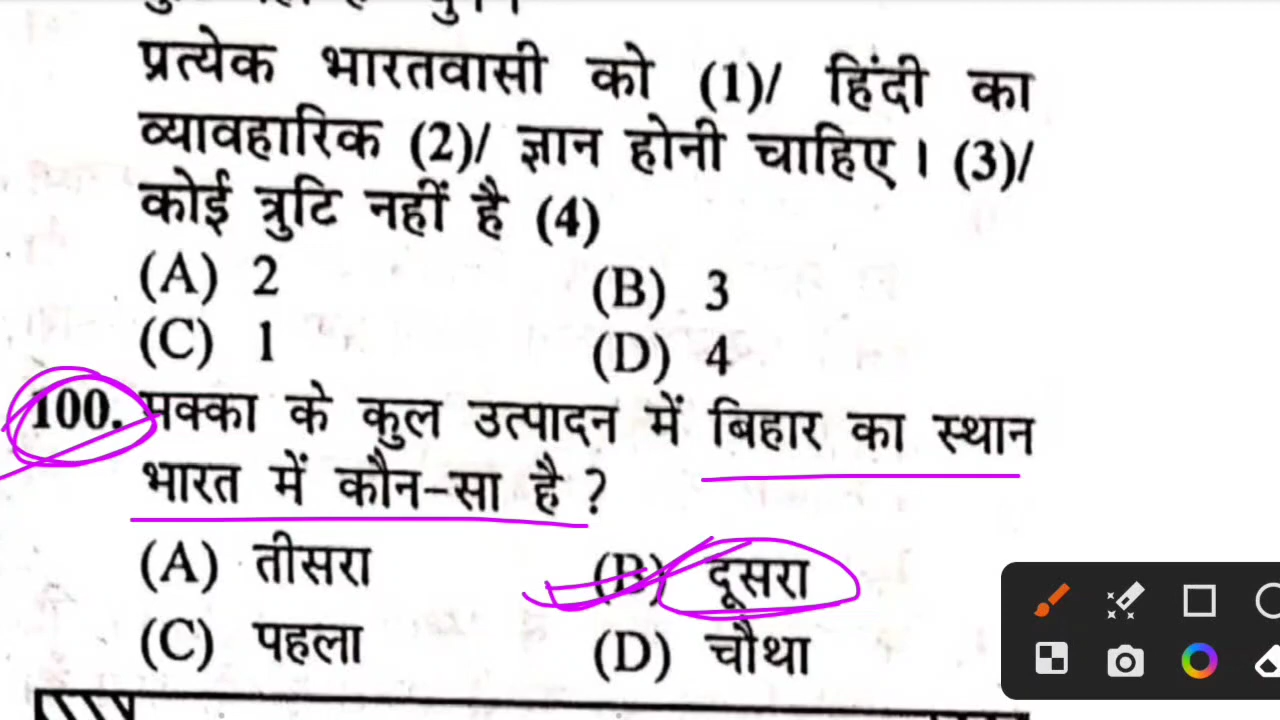 प्रत्येक भारतवासी को (1)/ हिंदी का
व्यावहारिक (2)/ ज्ञान होनी चाहिए। (3)/
कोई त्रुटि नहीं है (4)
(A) 2 (B) 3
(C) 1 (D) 4
100. मक्का के कुल उत्पादन में बिहार का स्थान
भारत में कौन-सा है ?
(A) तीसरा (B) दूसरा
(C) पहला (D) चौथा